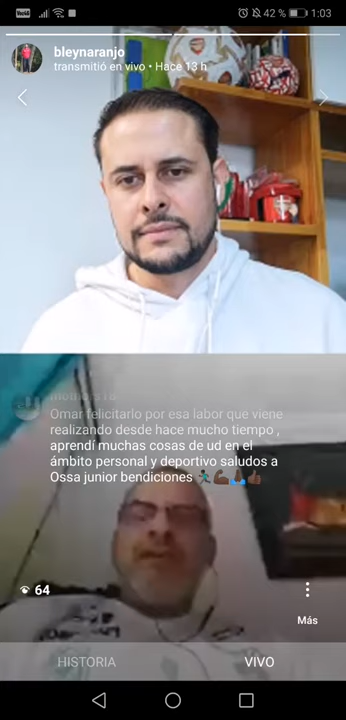 42 % 1:03
bleynaranjo
transmitió en vivo • Hace 13 h
Omar felicitarlo por esa labor que viene
realizando desde hace mucho tiempo ,
aprendí muchas cosas de ud en el
ámbito personal y deportivo saludos a
Ossa junior bendiciones 🏃🏿‍♂️💪🏿🙏🏿👍🏿
64
Más
HISTORIA VIVO